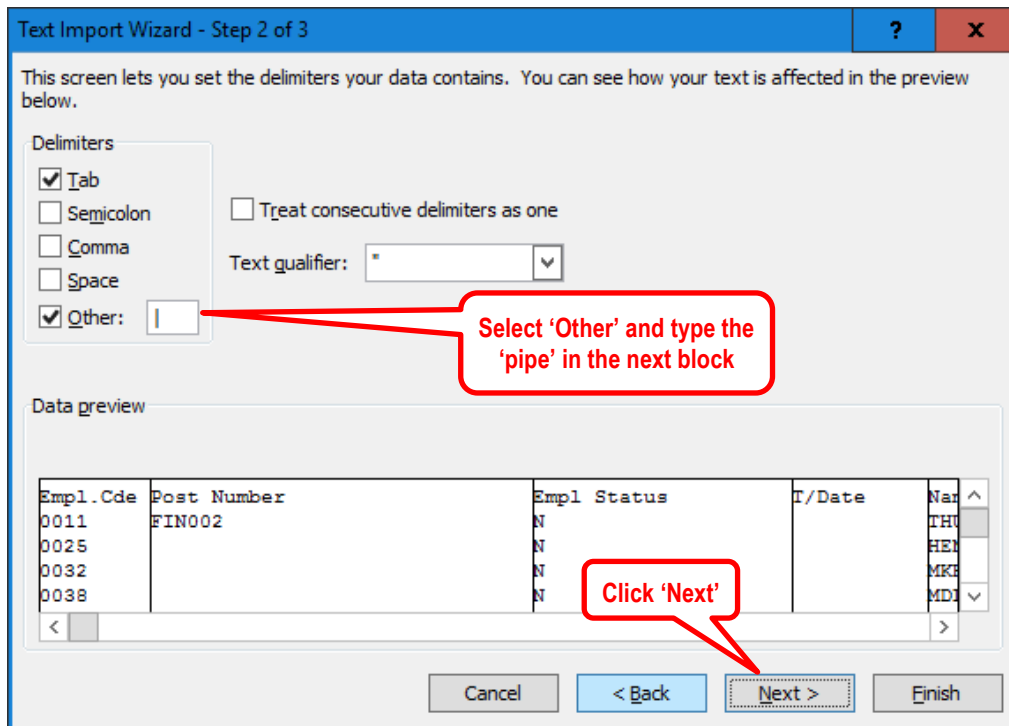 Text Import Wizard - Step 2 of 3
? x
This screen lets you set the delimiters your data contains. You can see how your text is affected in the preview
below.
Delimiters
Tab
Semicolon
Comma
Space
Other: |
Treat consecutive delimiters as one
Text qualifier: "
Select ‘Other’ and type the
‘pipe’ in the next block
Data preview
Empl.Cde Post Number Empl Status T/Date
0011 FIN002 N
0025 N
0032 N
0038 N
Click ‘Next’
Cancel < Back Next > Finish